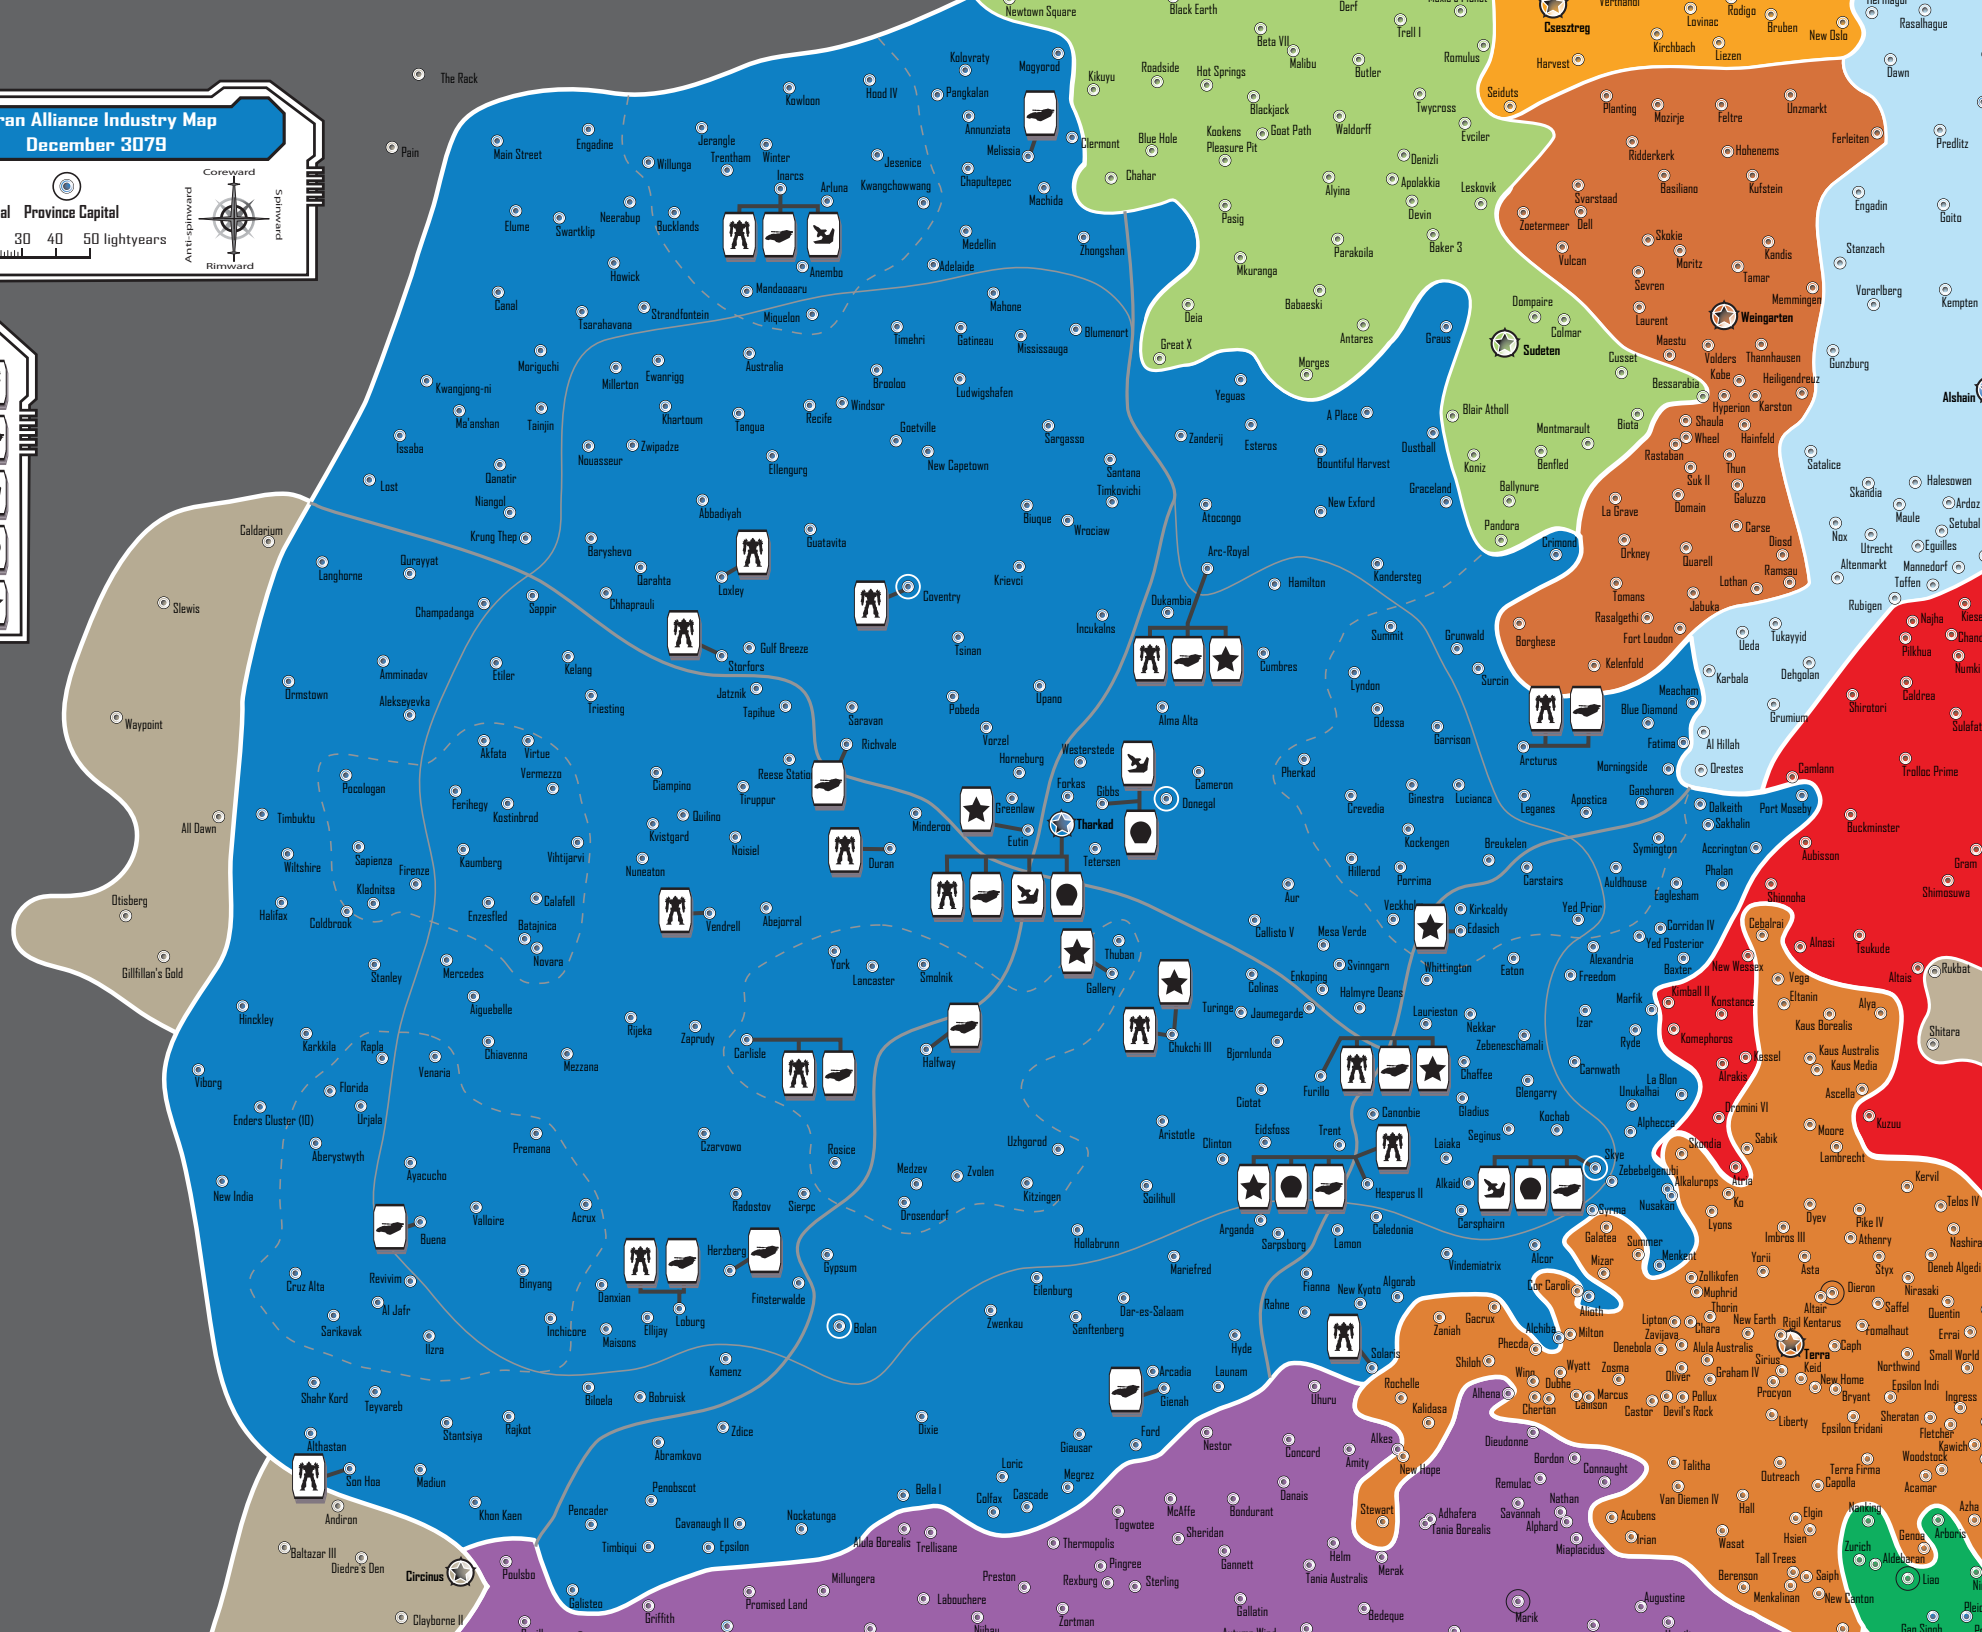 ran Alliance Industry Map
December 3079
al Province Capital
30 40 50 lightyears
Coreward
Anti-spinward
Spinward
Rimward
The Rack
Pain
Newtown Square
Black Earth
Derf
Trell I
Beta VII
Malibu
Butler
Romulus
Csesztreg
Lovinac
Rodigo
Bruben
New Oslo
Kirchbach
Liezen
Harvest
Rasalhague
Dawn
Kolovraty
Mogyorod
Kikuyu
Roadside
Hot Springs
Seiduts
Kowloon
Hood IV
Pangkalan
Blackjack
Twycross
Planting
Mozirje
Feltre
Unzmarkt
Main Street
Engadine
Jerangle
Trentham
Winter
Annunziata
Melissia
Clermont
Blue Hole
Kookens
Pleasure Pit
Goat Path
Waldorff
Evciler
Ferleiten
Predlitz
Willunga
Inarcs
Jesenice
Chapultepec
Chahar
Denizli
Ridderkerk
Hohenems
Arluna
Kwangchowwang
Machida
Alyina
Apolakkia
Leskovik
Basiliano
Kufstein
Elume
Swartklip
Neerabup
Bucklands
Pasig
Devin
Svarstaad
Zoetermeer
Dell
Engadin
Goito
Medellin
Zhongshan
Parakoila
Baker 3
Vulcan
Skokie
Moritz
Kandis
Stanzach
Howick
Anembo
Adelaide
Mkuranga
Sevren
Tamar
Canal
Mandaoaaru
Mahone
Deia
Babaeski
Dompaire
Colmar
Memmingen
Vorarlberg
Kempten
Tsarahavana
Strandfontein
Miquelon
Timehri
Gatineau
Mississauga
Blumenort
Great X
Antares
Graus
Sudeten
Laurent
Weingarten
Moriguchi
Millerton
Ewanrigg
Australia
Morges
Cusset
Maestu
Volders
Thannhausen
Gunzburg
Kwangjong-ni
Ma'anshan
Tainjin
Khartoum
Tangua
Recife
Windsor
Brooloo
Ludwigshafen
Yeguas
A Place
Blair Atholl
Bessarabia
Kobe
Heiligendreuz
Hyperion
Karston
Alshain
Issaba
Nouasseur
Zwipadze
Goetville
Sargasso
Zanderij
Esteros
Dustball
Montmarault
Biota
Shaula
Wheel
Hainfeld
Lost
Qanatir
Ellengurg
New Capetown
Santana
Bountiful Harvest
Koniz
Benfled
Rastaban
Thun
Satalice
Niangol
Abbadiyah
Timkovichi
Graceland
Ballynure
Suk II
Galuzzo
Skandia
Halesowen
Caldarium
Krung Thep
Guatavita
Biuque
Wrociaw
Atocongo
New Exford
Pandora
La Grave
Domain
Carse
Maule
Ardoz
Setubal
Langhorne
Qurayyat
Baryshevo
Arc-Royal
Crimond
Orkney
Quarell
Diosd
Nox
Utrecht
Eguilles
Qarahta
Loxley
Coventry
Krievci
Hamilton
Kandersteg
Lothan
Ramsau
Altenmarkt
Mannedorf
Toffen
Slewis
Champadanga
Sappir
Chhaprauli
Dukambia
Tomans
Jabuka
Rubigen
Najha
Incukalns
Summit
Grunwald
Borghese
Rasalgethi
Fort Loudon
Ueda
Tukayyid
Pilkhua
Amminadav
Etiler
Kelang
Gulf Breeze
Storfors
Tsinan
Cumbres
Surcin
Kelenfold
Dehgolan
Numki
Ormstown
Alekseyevka
Triesting
Jatznik
Tapihue
Upano
Lyndon
Meacham
Karbala
Caldrea
Waypoint
Saravan
Pobeda
Alma Alta
Odessa
Blue Diamond
Grumium
Shirotori
Sulafat
Akfata
Virtue
Richvale
Vorzel
Westerstede
Garrison
Arcturus
Fatima
Al Hillah
Pocologan
Vermezzo
Ciampino
Horneburg
Cameron
Pherkad
Morningside
Orestes
Camlann
Trolloc Prime
Timbuktu
Ferihegy
Kostinbrod
Tiruppur
Forkas
Gibbs
Donegal
Crevedia
Ginestra
Lucianca
Leganes
Apostica
Ganshoren
Dalkeith
Port Moseby
All Dawn
Quilino
Kvistgard
Noisiel
Minderoo
Greenlaw
Eutin
Tharkad
Kockengen
Sakhalin
Buckminster
Wiltshire
Sapienza
Firenze
Kaumberg
Vihtijarvi
Nuneaton
Duran
Tetersen
Hillerod
Porrima
Breukelen
Symington
Accrington
Aubisson
Gram
Kladnitsa
Carstairs
Auldhouse
Phalan
Shimosuwa
Otisberg
Halifax
Coldbrook
Enzesfled
Calafell
Vendrell
Abejorral
Aur
Kirkcaldy
Yed Prior
Eaglesham
Shionoha
Batajnica
Callisto V
Mesa Verde
Edasich
Corridan IV
Cebalrai
Alnasi
Tsukude
Gillfillan's Gold
Stanley
Mercedes
Novara
York
Lancaster
Smolnik
Thuban
Gallery
Enkoping
Svinngarn
Whittington
Eaton
Alexandria
Yed Posterior
Baxter
New Wessex
Altais
Rukbat
Hinckley
Aiguebelle
Colinas
Halmyre Deans
Freedom
Kimball II
Konstance
Vega
Eltanin
Alya
Karkkila
Rapla
Rijeka
Zaprudy
Turinge
Jaumegarde
Laurieston
Nekkar
Izar
Marfik
Kaus Borealis
Shitara
Viborg
Venaria
Chiavenna
Mezzana
Carlisle
Halfway
Chukchi III
Bjornlunda
Zebeneschamali
Ryde
Komephoros
Kessel
Kaus Australis
Kaus Media
Florida
Furillo
Chaffee
Carnwath
La Blon
Alrakis
Enders Cluster (10)
Urjala
Ciotat
Gladius
Glengarry
Unukalhai
Ascella
Aberystwyth
Premana
Czarvowo
Uzhgorod
Aristotle
Eidsfoss
Trent
Canonbie
Kochab
Alphecca
Dromini VI
Kuzuu
Ayacucho
Rosice
Medzev
Zvolen
Clinton
Laiaka
Seginus
Skye
Skondia
Sabik
Moore
Lambrecht
New India
Valloire
Acrux
Radostov
Sierpc
Drosendorf
Kitzingen
Soilihull
Hesperus II
Alkaid
Zebebelgenubi
Alkalurops
Atria
Kervil
Buena
Hollabrunn
Arganda
Sarpsborg
Lamon
Caledonia
Carsphairn
Syrma
Nusakan
Ko
Lyons
Dyev
Telos IV
Herzberg
Gypsum
Mariefred
Galatea
Summer
Imbros III
Pike IV
Athenry
Nashira
Cruz Alta
Revivim
Binyang
Danxian
Finsterwalde
Eilenburg
Fianna
New Kyoto
Algorab
Vindemiatrix
Alcor
Mizar
Menkent
Yorii
Asta
Styx
Deneb Algedi
Al Jafr
Loburg
Dar-es-Salaam
Rahne
Cor Caroli
Alioth
Zollikofen
Muphrid
Dieron
Altair
Nirasaki
Sarikavak
Ilzra
Inchicore
Maisons
Ellijay
Bolan
Zwenkau
Senftenberg
Hyde
Zaniah
Gacrux
Alchiba
Milton
Thorin
New Earth
Rigil Kentarus
Saffel
Fomalhaut
Quentin
Errai
Kamenz
Solaris
Phecda
Lipton
Zavijava
Chara
Denebola
Alula Australis
Terra
Caph
Small World
Shahr Kord
Teyvareb
Biloela
Bobruisk
Arcadia
Gienah
Launam
Uhuru
Rochelle
Shiloh
Wyatt
Zosma
Oliver
Graham IV
Sirius
Keid
Procyon
New Home
Bryant
Northwind
Epsilon Indi
Alhena
Wing
Dubhe
Chertan
Callison
Marcus
Castor
Pollux
Devil's Rock
Liberty
Epsilon Eridani
Sheratan
Ingress
Althastan
Stantsiya
Rajkot
Abramkovo
Zdice
Dixie
Giausar
Ford
Nestor
Concord
Kalidasa
Alkes
Amity
New Hope
Dieudonne
Bordon
Connaught
Fletcher
Kawich
Son Hoa
Madiun
Loric
Megrez
Danais
Remulac
Talitha
Outreach
Terra Firma
Woodstock
Capolla
Andiron
Khon Kaen
Pencader
Penobscot
Bella I
Colfax
Cascade
McAffe
Bondurant
Stewart
Adhafera
Nathan
Savannah
Alphard
Van Diemen IV
Acamar
Acubens
Hall
Elgin
Nanking
Azha
Baltazar III
Diedre's Den
Circinus
Poulsbo
Timbiqui
Cavanaugh II
Epsilon
Nockatunga
Alula Borealis
Trellisane
Togwotee
Thermopolis
Sheridan
Tania Borealis
Miaplacidus
Irian
Wasat
Hsien
Genoa
Arboris
Gannett
Helm
Merak
Tall Trees
Zurich
Aldebaran
Galisteo
Promised Land
Millungera
Preston
Pingree
Rexburg
Sterling
Tania Australis
Berenson
Saiph
Menkalinan
New Canton
Liao
Clayborne II
Griffith
Labouchere
Zortman
Gallatin
Bedeque
Marik
Augustine